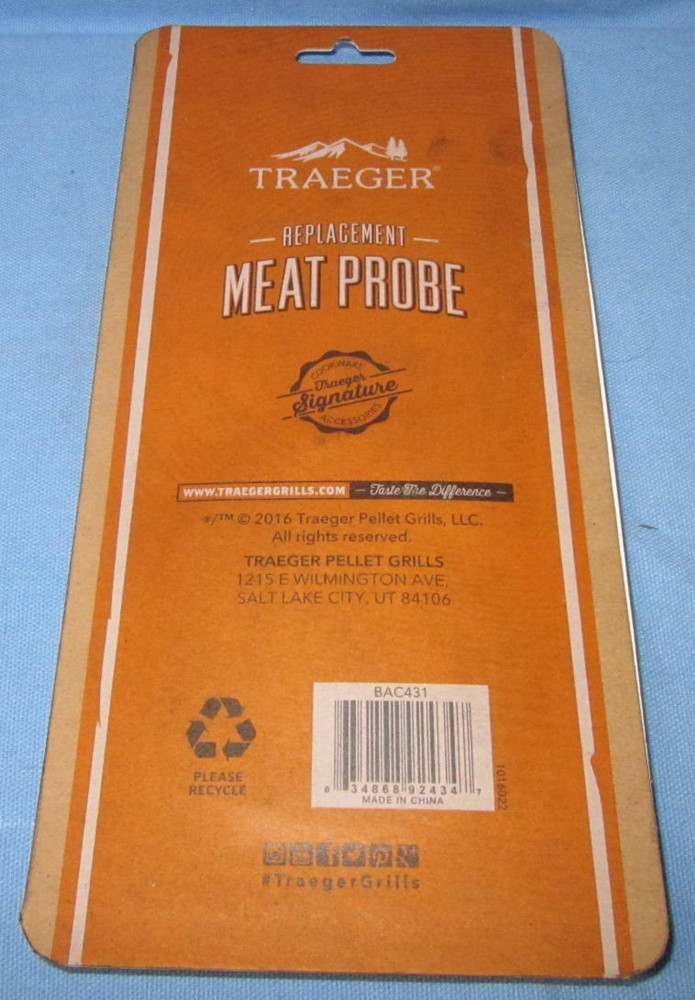 TRAEGER®
REPLACEMENT
MEAT PROBE
COOKWARE
Traeger
Signature
ACCESSORIES
WWW.TRAEGERGRILLS.COM — Taste The Difference —
®/™ © 2016 Traeger Pellet Grills, LLC.
All rights reserved.
TRAEGER PELLET GRILLS
1215 E WILMINGTON AVE,
SALT LAKE CITY, UT 84106
BAC431
8 34868 92434 7
MADE IN CHINA
1016022
PLEASE
RECYCLE
#TraegerGrills